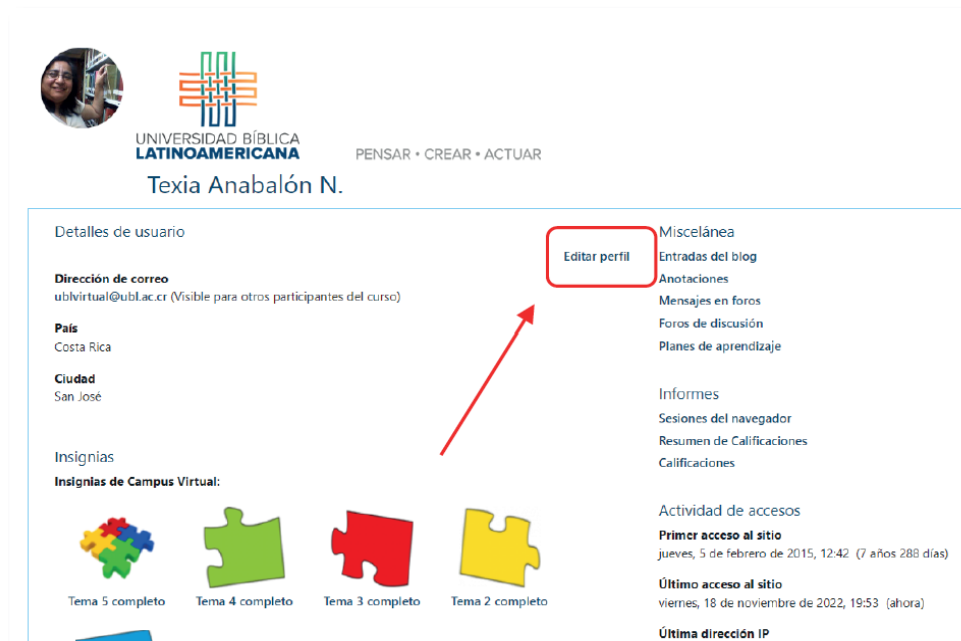 UNIVERSIDAD BÍBLICA
LATINOAMERICANA
PENSAR • CREAR • ACTUAR
Texia Anabalón N.
Detalles de usuario
Editar perfil
Dirección de correo
ublvirtual@ubl.ac.cr (Visible para otros participantes del curso)
País
Costa Rica
Ciudad
San José
Insignias
Insignias de Campus Virtual:
Tema 5 completo
Tema 4 completo
Tema 3 completo
Tema 2 completo
Miscelánea
Entradas del blog
Anotaciones
Mensajes en foros
Foros de discusión
Planes de aprendizaje
Informes
Sesiones del navegador
Resumen de Calificaciones
Calificaciones
Actividad de accesos
Primer acceso al sitio
jueves, 5 de febrero de 2015, 12:42 (7 años 288 días)
Último acceso al sitio
viernes, 18 de noviembre de 2022, 19:53 (ahora)
Última dirección IP